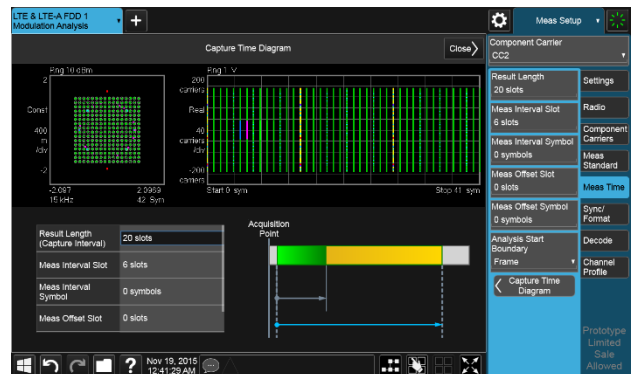 LTE & LTE-A FDD 1
Modulation Analysis
Meas Setup
Capture Time Diagram
Close
Component Carrier
CC2
Rng 10 dBm
2
Const
400
m
/div
-2
-2.097
2.0969
15 kHz
42 Sym
Rng 1 V
200
carriers
Real
40
carriers
/div
-200
carriers
Start 0 sym
Stop 41 sym
Result Length
20 slots
Meas Interval Slot
6 slots
Meas Interval Symbol
0 symbols
Meas Offset Slot
0 slots
Meas Offset Symbol
0 symbols
Analysis Start
Boundary
Frame
Capture Time
Diagram
Settings
Radio
Component
Carriers
Meas
Standard
Meas Time
Sync/
Format
Decode
Channel
Profile
Result Length
(Capture Interval)
20 slots
Meas Interval Slot
6 slots
Meas Interval
Symbol
0 symbols
Meas Offset Slot
0 slots
Acquisition
Point
Prototype
Limited
Sale
Allowed
Nov 19, 2015
12:41:29 AM